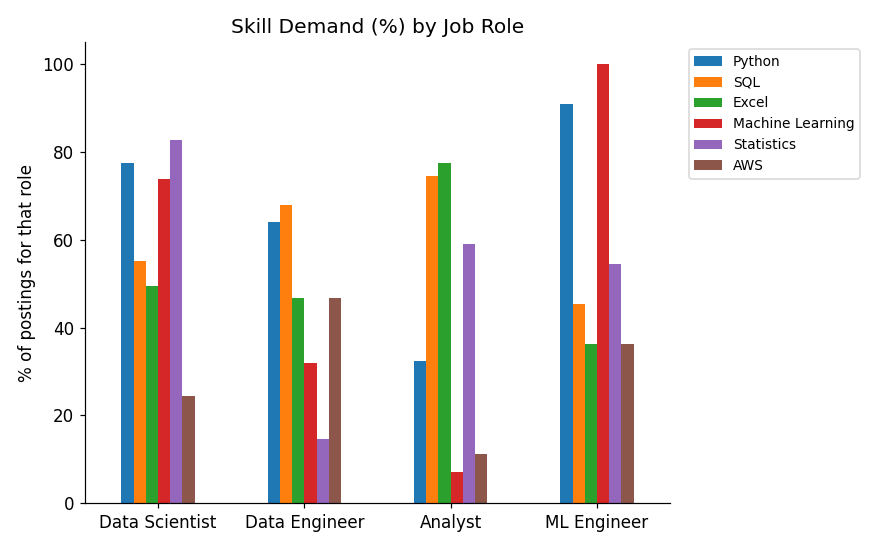 Skill Demand (%) by Job Role
% of postings for that role
100
80
60
40
20
0
Data Scientist
Data Engineer
Analyst
ML Engineer
Python
SQL
Excel
Machine Learning
Statistics
AWS